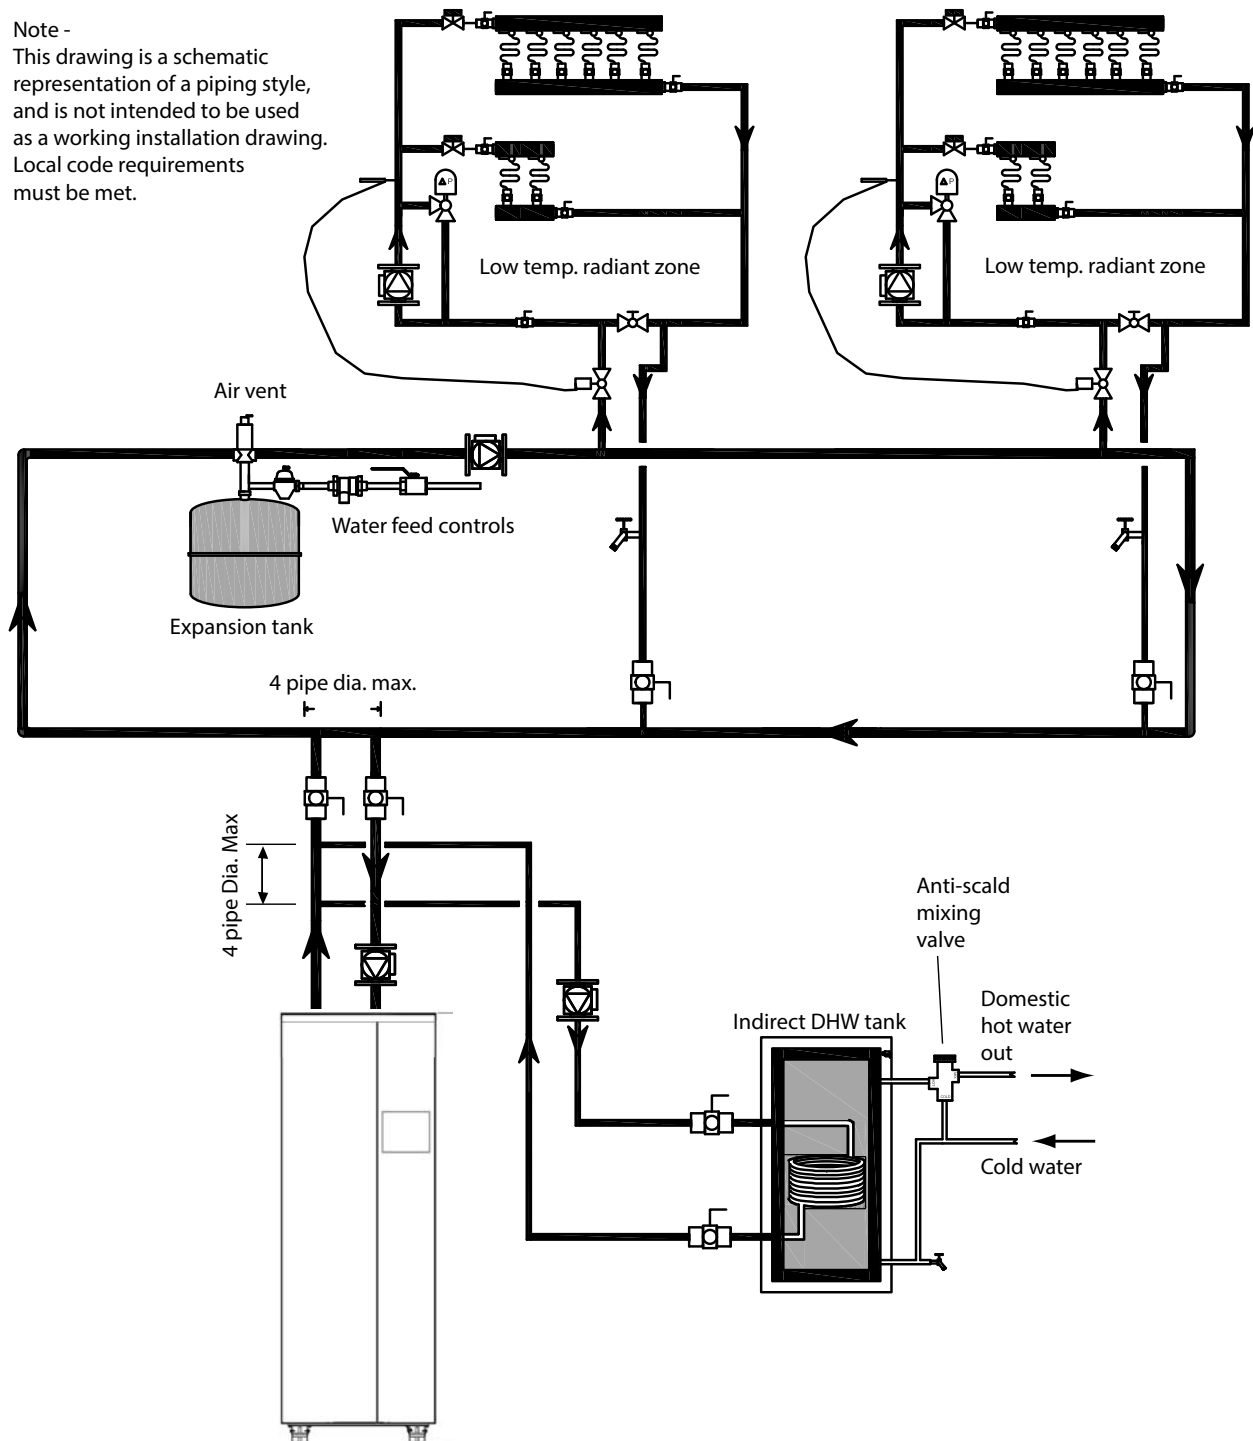 Note -
This drawing is a schematic
representation of a piping style,
and is not intended to be used
as a working installation drawing.
Local code requirements
must be met.
P
P
Low temp. radiant zone
Low temp. radiant zone
Air vent
Water feed controls
Expansion tank
4 pipe dia. max.
4 pipe Dia. Max
Anti-scald
mixing
valve
Domestic
hot water
out
Indirect DHW tank
COLD
Cold water